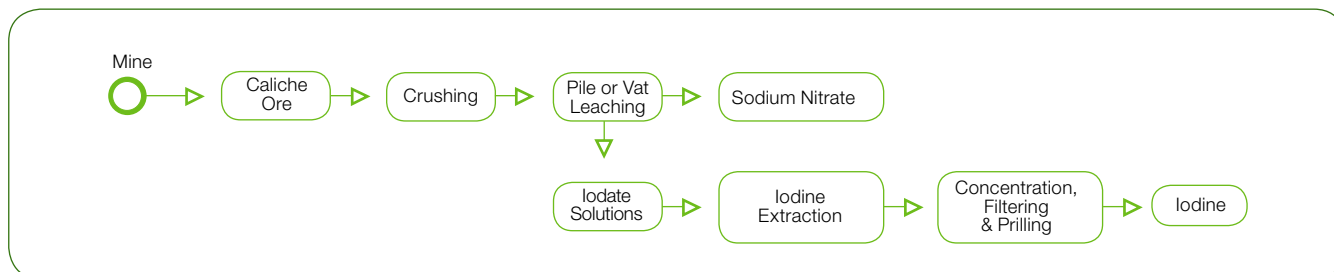 Mine
Caliche
Ore
Crushing
Pile or Vat
Leaching
Sodium Nitrate
Iodate
Solutions
Iodine
Extraction
Concentration,
Filtering
& Prilling
Iodine